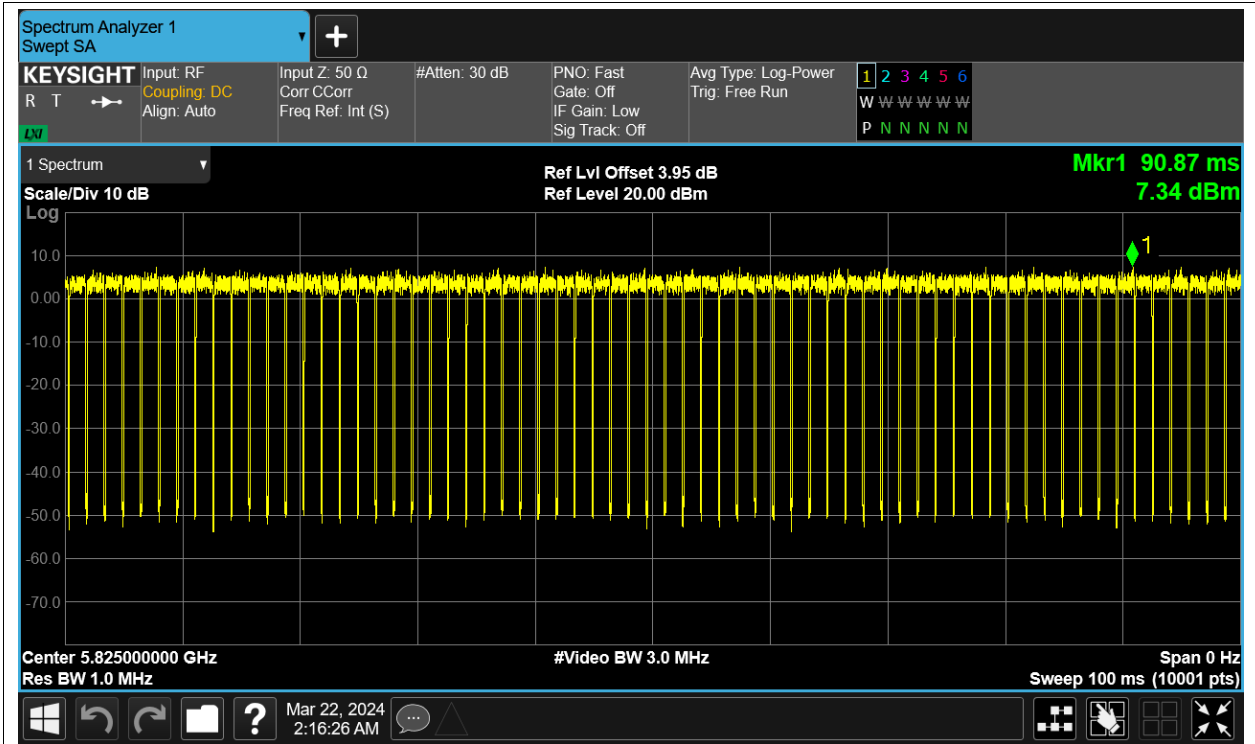 Spectrum Analyzer 1
Swept SA
+
KEYSIGHT
R T
LXI
Input: RF
Coupling: DC
Align: Auto
Input Z: 50 Ω
Corr CCorr
Freq Ref: Int (S)
#Atten: 30 dB
PNO: Fast
Gate: Off
IF Gain: Low
Sig Track: Off
Avg Type: Log-Power
Trig: Free Run
1 2 3 4 5 6
W W W W W W
P N N N N N
1 Spectrum
Scale/Div 10 dB
Log
Ref Lvl Offset 3.95 dB
Ref Level 20.00 dBm
Mkr1 90.87 ms
7.34 dBm
1
10.0
0.00
-10.0
-20.0
-30.0
-40.0
-50.0
-60.0
-70.0
Center 5.825000000 GHz
#Video BW 3.0 MHz
Span 0 Hz
Res BW 1.0 MHz
Sweep 100 ms (10001 pts)
?
Mar 22, 2024
2:16:26 AM